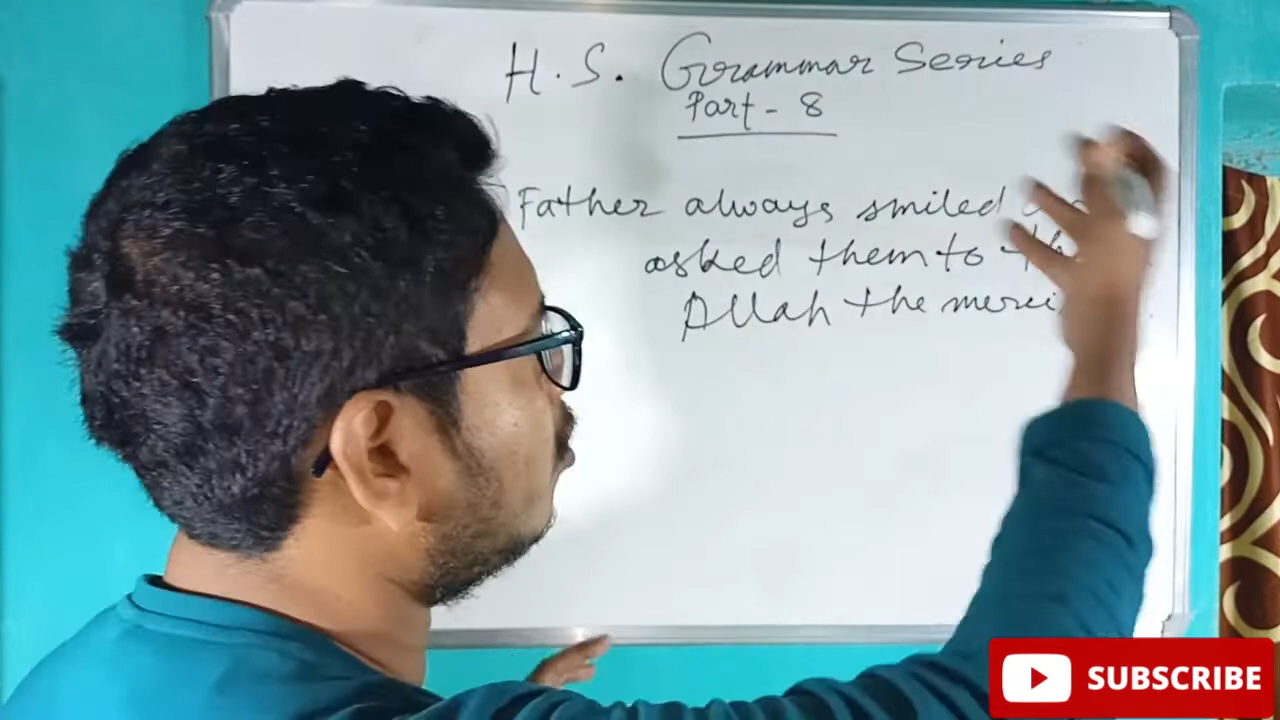 H.S. Grammar Series
Part - 8
Father always smiled
asked them to
Allah the
SUBSCRIBE